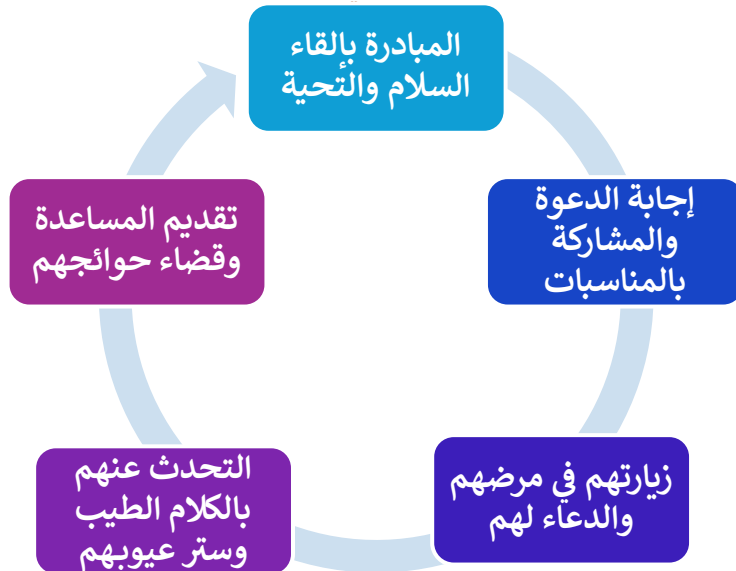 المبادرة بإلقاء
السلام والتحية
إجابة الدعوة
والمشاركة
بالمناسبات
زيارتهم في مرضهم
والدعاء لهم
التحدث عنهم
بالكلام الطيب
وستر عيوبهم
تقديم المساعدة
وقضاء حوائجهم